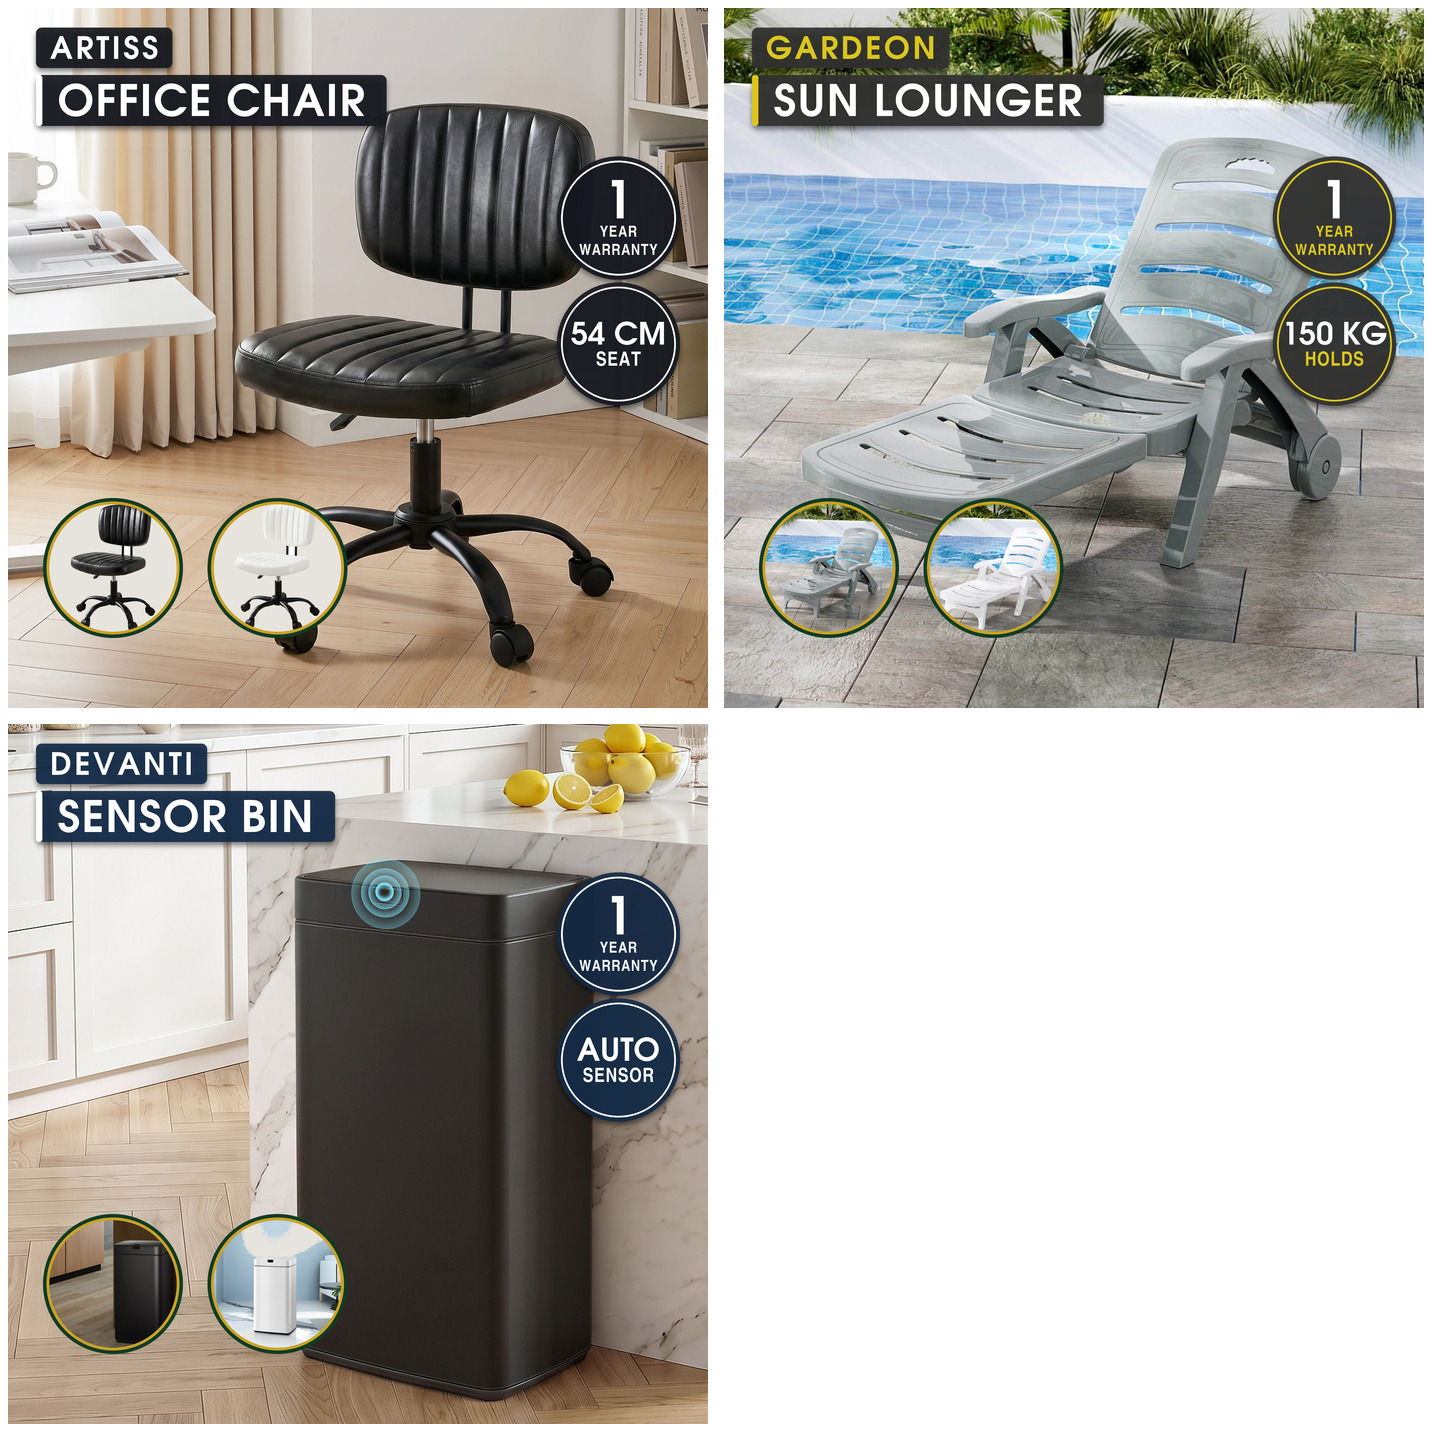 ARTISS
OFFICE CHAIR
1
YEAR
WARRANTY
54 CM
SEAT
GARDEON
SUN LOUNGER
1
YEAR
WARRANTY
150 KG
HOLDS
DEVANTI
SENSOR BIN
1
YEAR
WARRANTY
AUTO
SENSOR